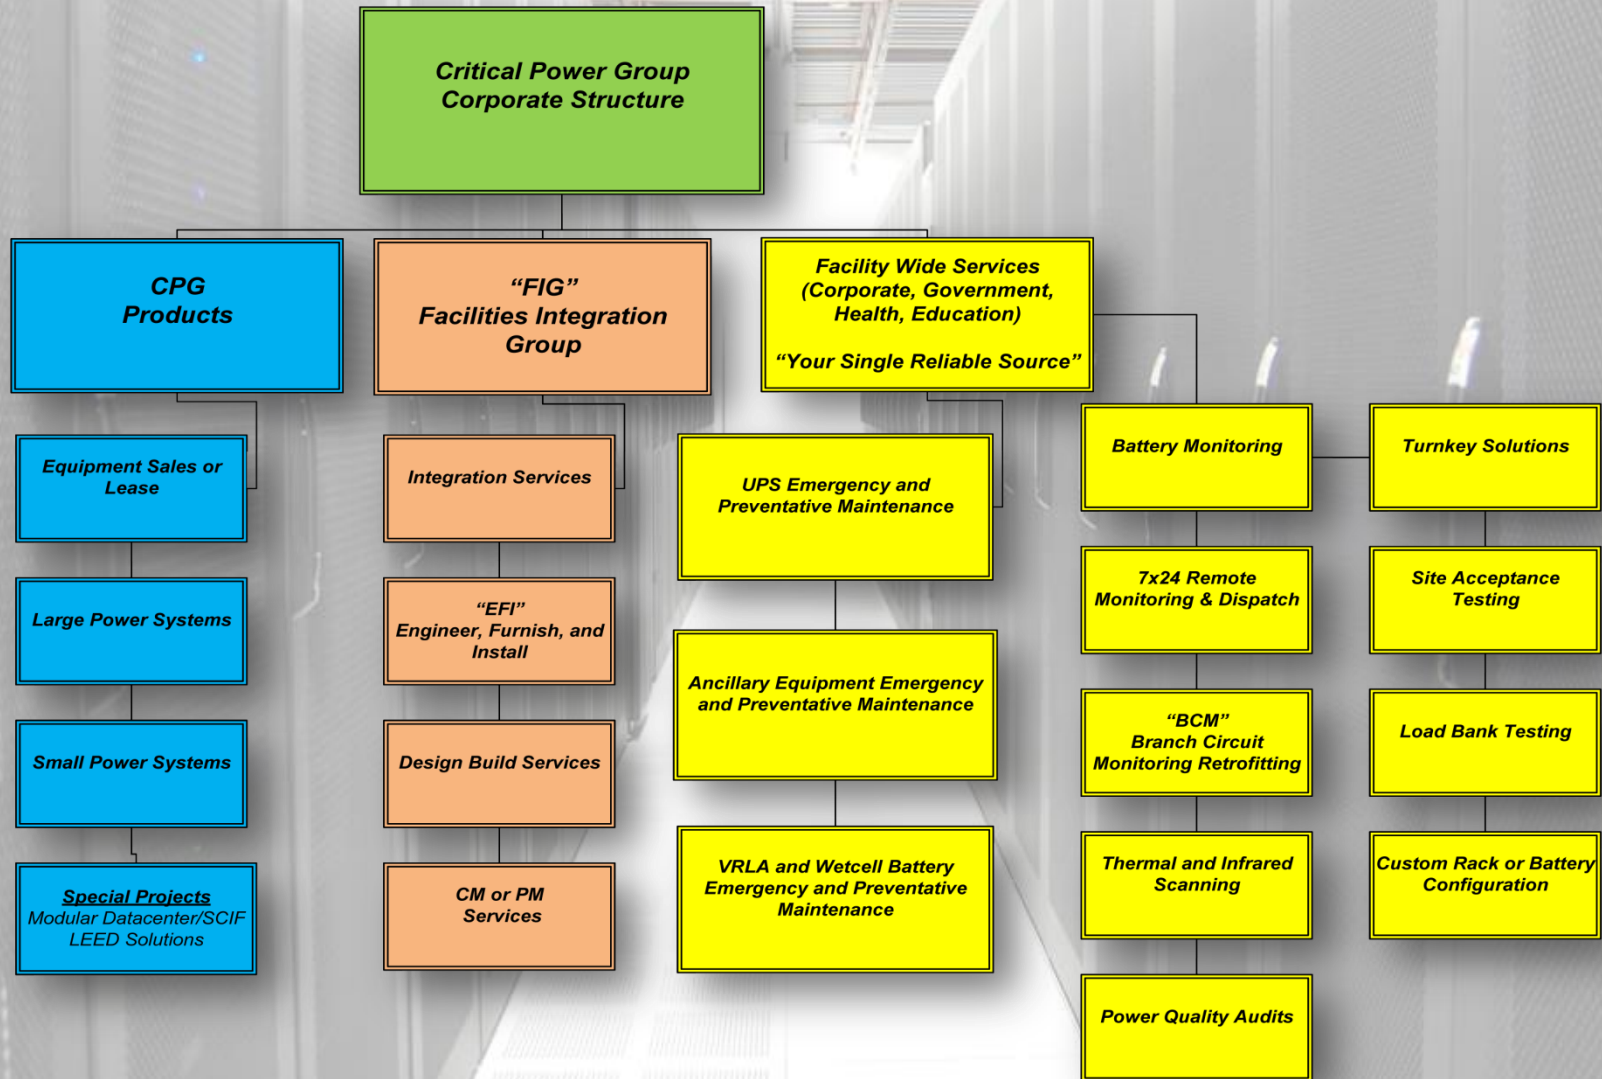 Critical Power Group
Corporate Structure
CPG
Products
“FIG”
Facilities Integration
Group
Facility Wide Services
(Corporate, Government,
Health, Education)
“Your Single Reliable Source”
Equipment Sales or
Lease
Large Power Systems
Small Power Systems
Special Projects
Modular Datacenter/SCIF
LEED Solutions
Integration Services
“EFI”
Engineer, Furnish, and
Install
Design Build Services
CM or PM
Services
UPS Emergency and
Preventative Maintenance
Ancillary Equipment Emergency
and Preventative Maintenance
VRLA and Wetcell Battery
Emergency and Preventative
Maintenance
Battery Monitoring
7x24 Remote
Monitoring & Dispatch
“BCM”
Branch Circuit
Monitoring Retrofitting
Thermal and Infrared
Scanning
Power Quality Audits
Turnkey Solutions
Site Acceptance
Testing
Load Bank Testing
Custom Rack or Battery
Configuration